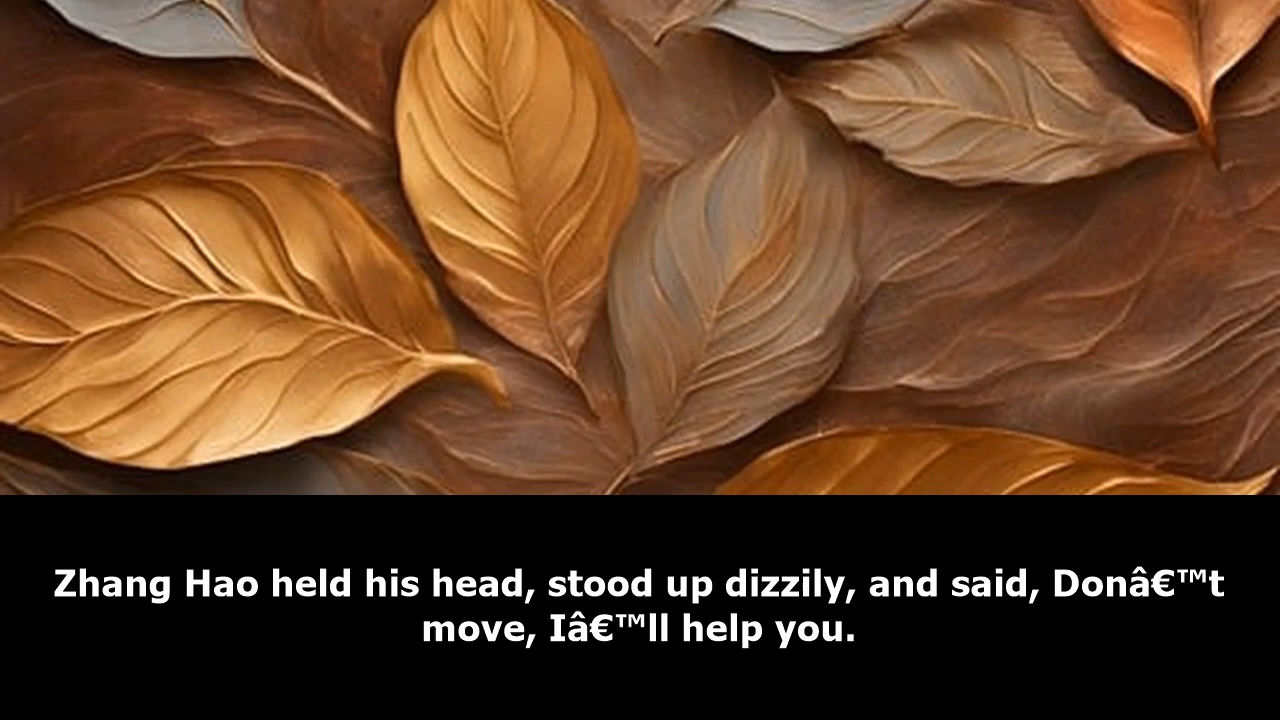 Zhang Hao held his head, stood up dizzily, and said, Donâ€™t
move, Iâ€™ll help you.